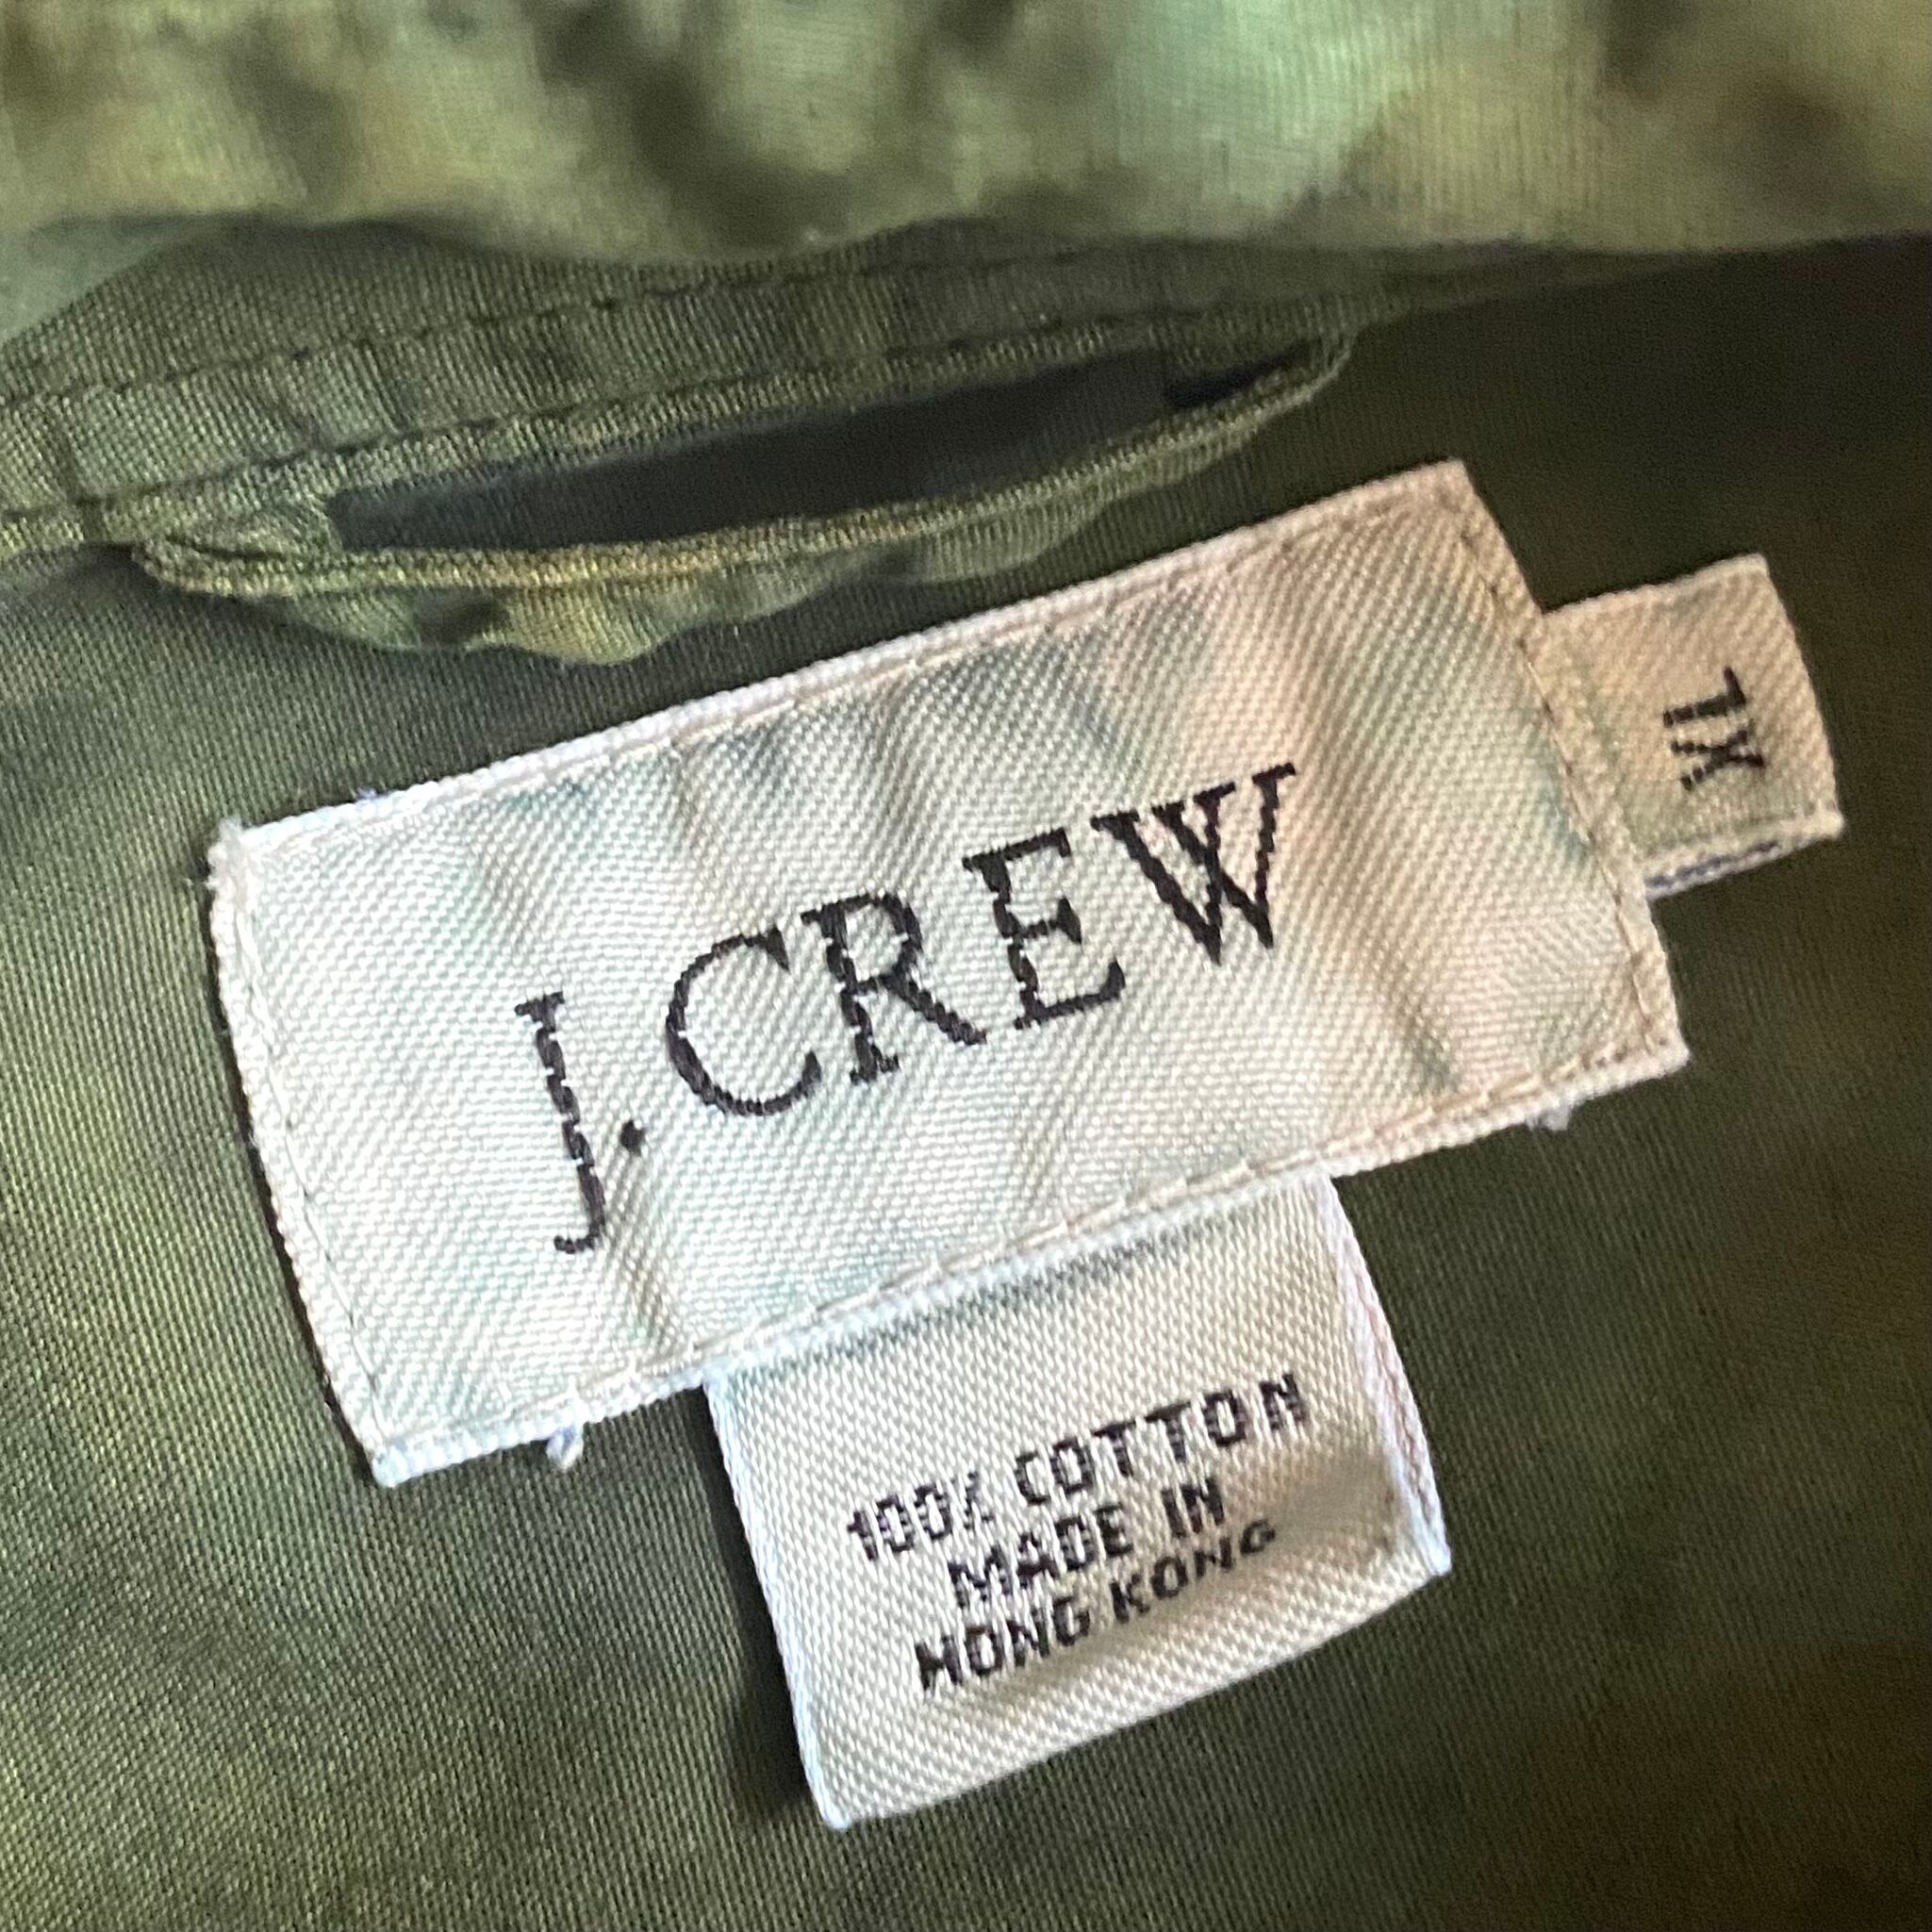 J.CREW
XL
100% COTTON
MADE IN
HONG KONG